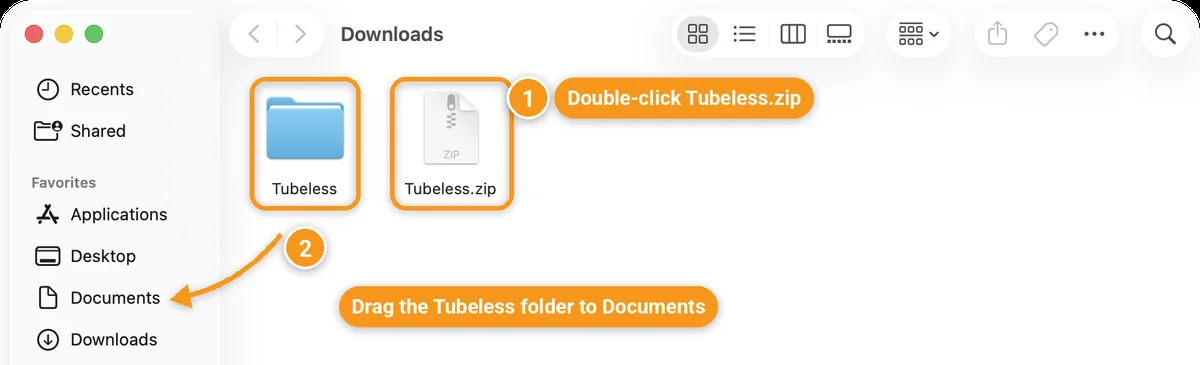 Downloads
Recents
Shared
Favorites
Applications
Desktop
Documents
Downloads
ZIP
Tubeless
Tubeless.zip
1
Double-click Tubeless.zip
2
Drag the Tubeless folder to Documents